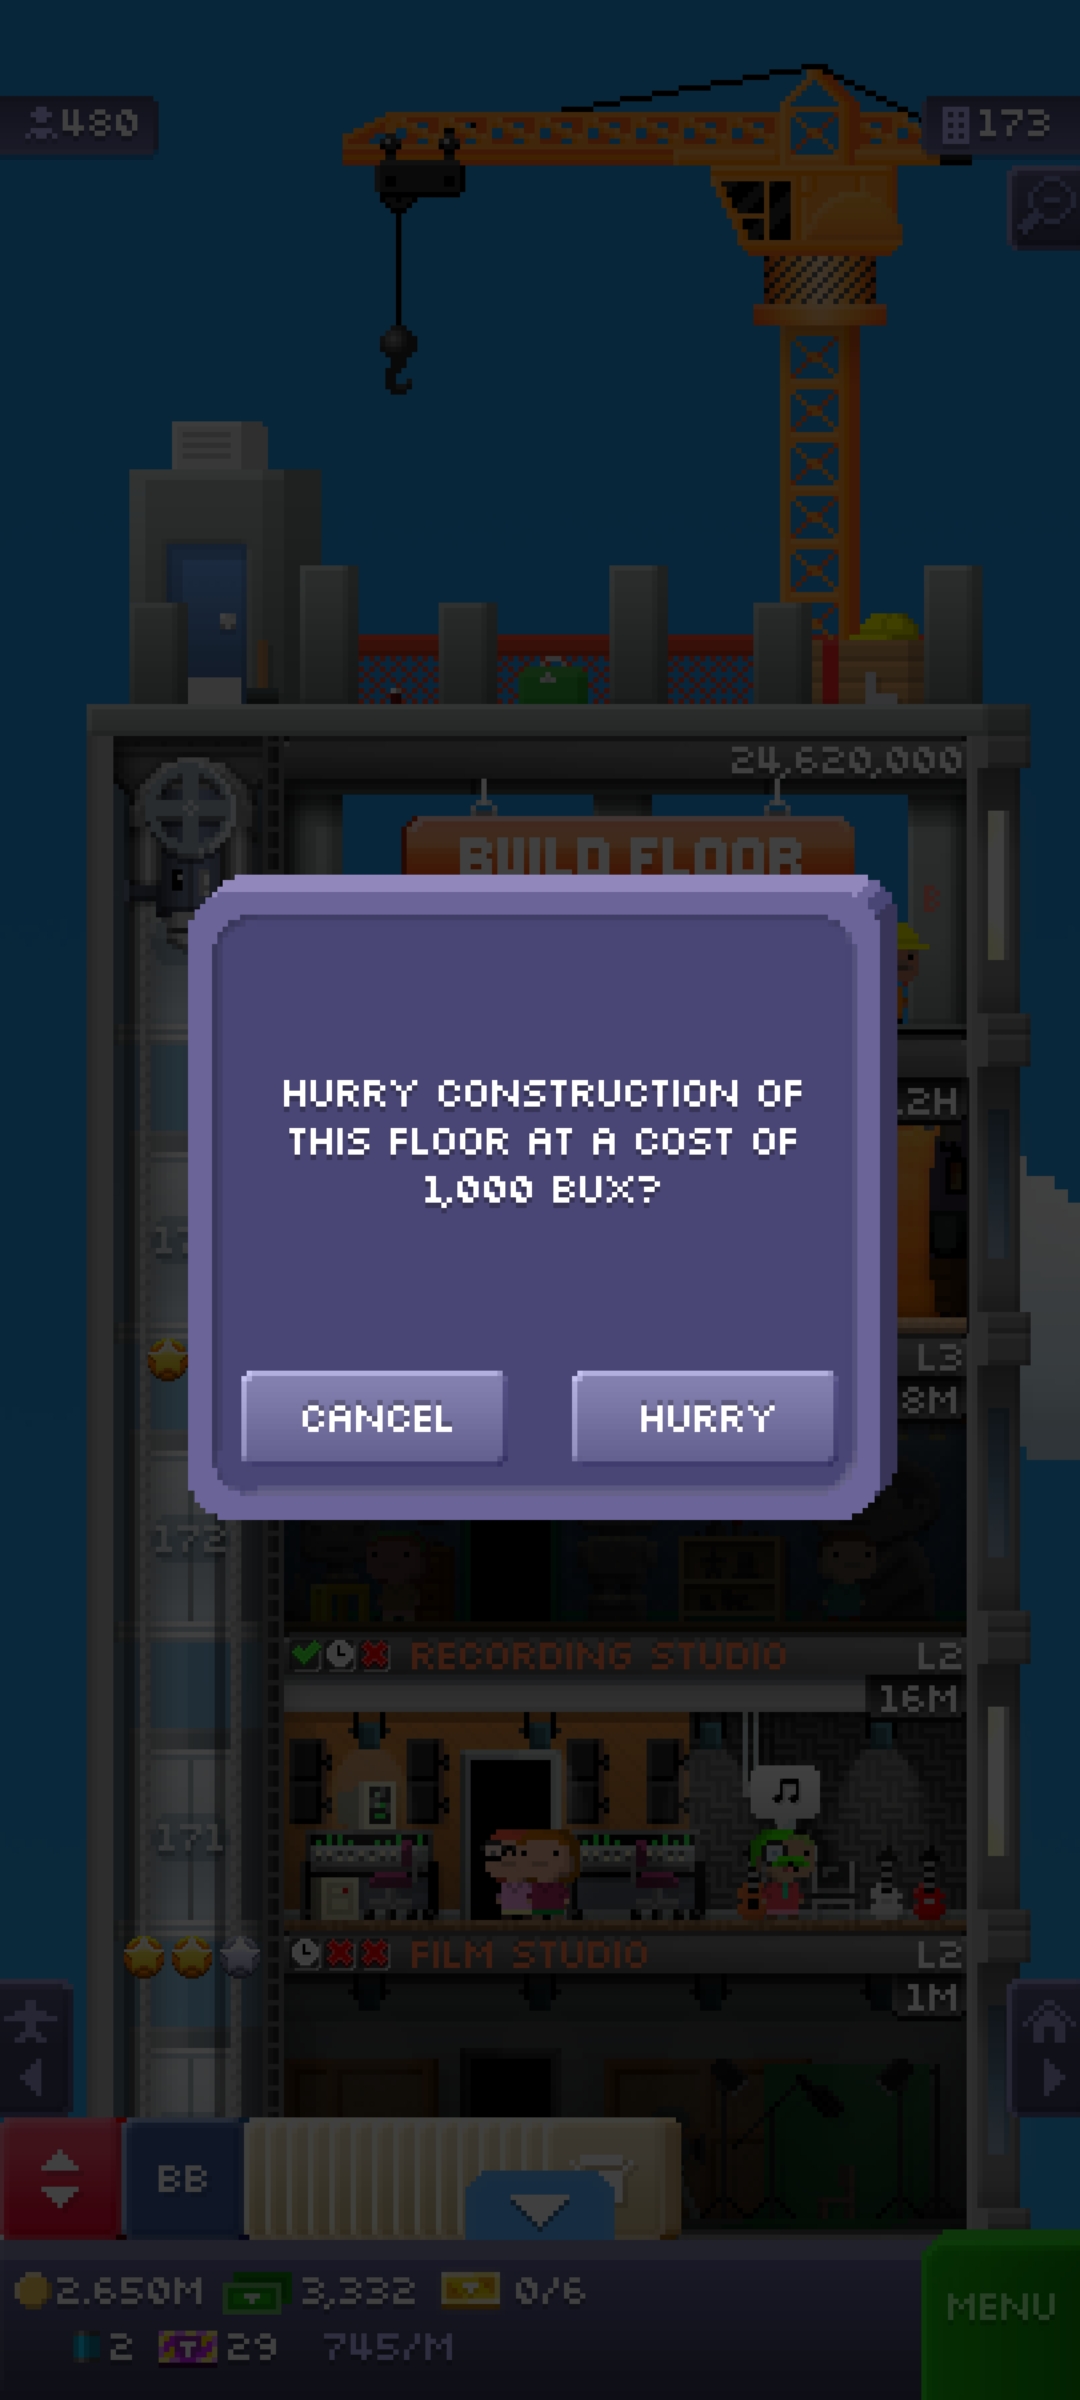 480
173
24,620,000
BUILD FLOOR
HURRY CONSTRUCTION OF
THIS FLOOR AT A COST OF
1,000 BUX?
CANCEL
HURRY
L3
8M
172
RECORDING STUDIO
L2
16M
171
FILM STUDIO
L2
1M
BB
2.650M
3,332
0/6
MENU
2
T
29
745/M